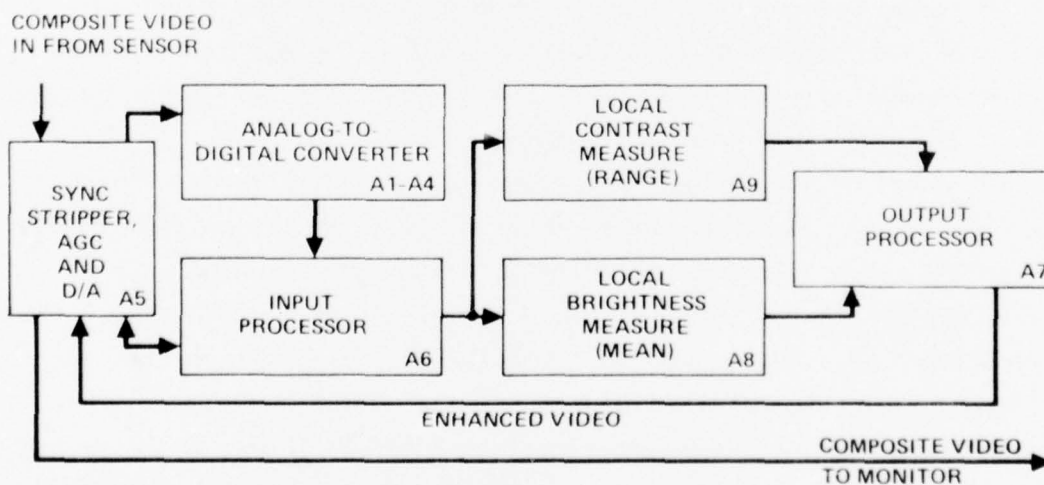 COMPOSITE VIDEO
IN FROM SENSOR
SYNC
STRIPPER,
AGC
AND
D/A
A5
ANALOG-TO-
DIGITAL CONVERTER
A1-A4
INPUT
PROCESSOR
A6
LOCAL
CONTRAST
MEASURE
(RANGE)
A9
LOCAL
BRIGHTNESS
MEASURE
(MEAN)
A8
OUTPUT
PROCESSOR
A7
ENHANCED VIDEO
COMPOSITE VIDEO
TO MONITOR